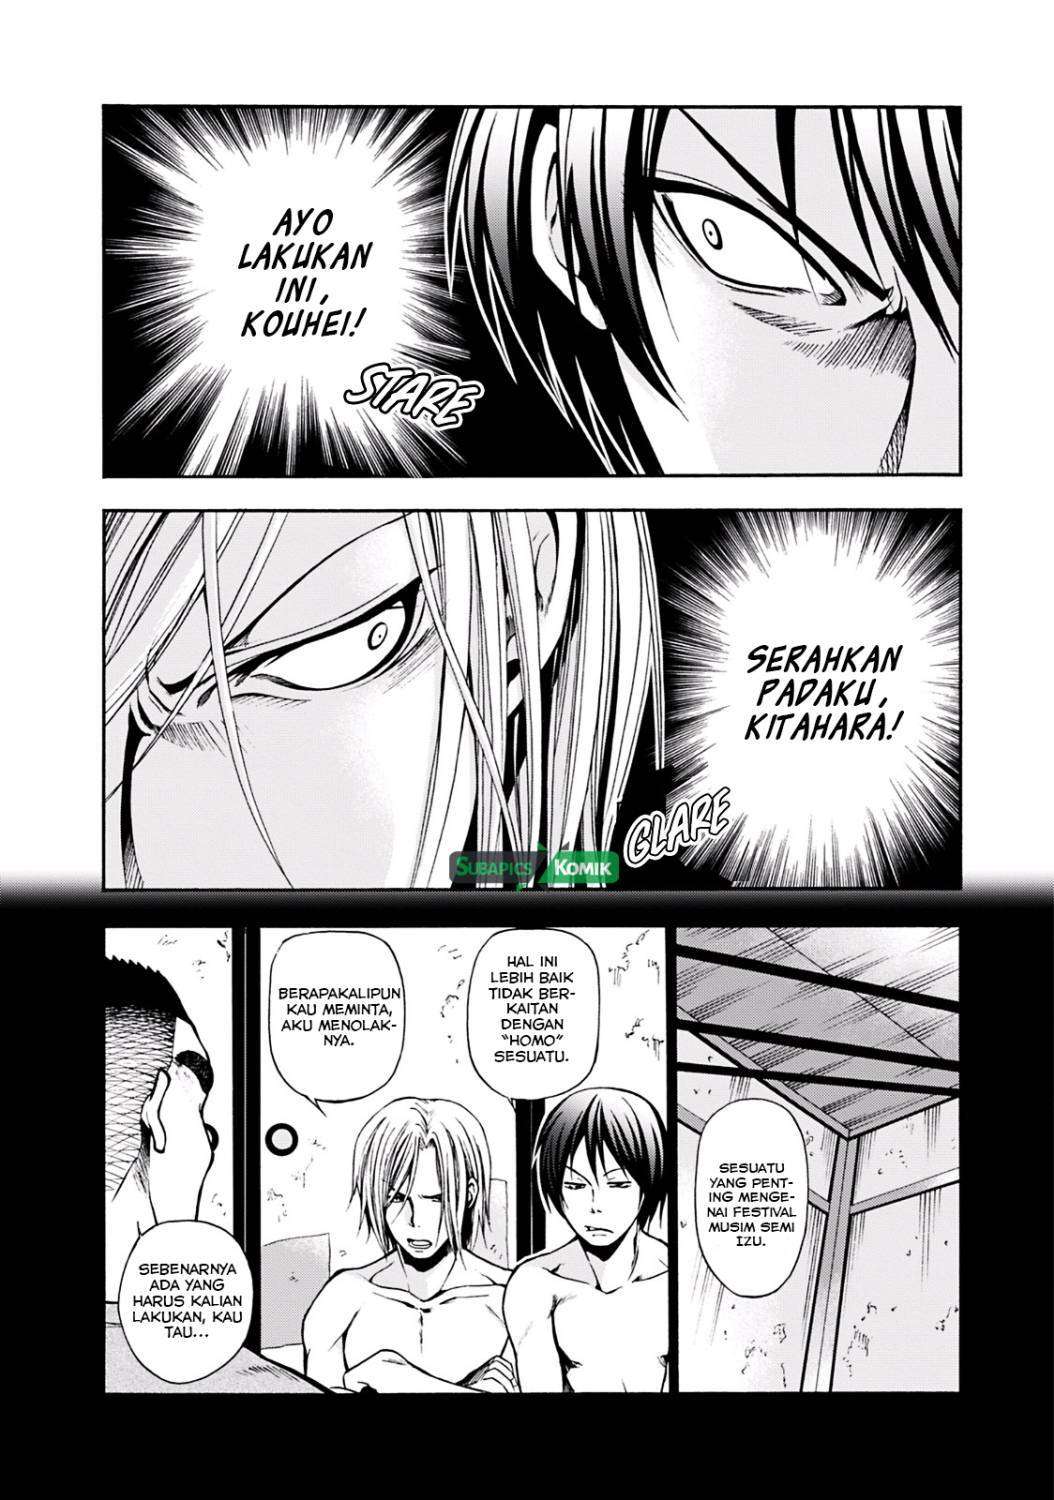 AYO
LAKUKAN
INI,
KOUHEI!
STARE
SERAHKAN
PADAKU,
KITAHARA!
GLARE
SUBAPICS KOMIK
SESUATU
YANG PENT-
ING MENGE-
NAI FESTIVAL
MUSIM SEMI
IZU.
HAL INI
LEBIH BAIK
TIDAK BER-
KAITAN
DENGAN
"HOMO"
SESUATU.
BERAPAKALIPUN
KAU MEMINTA,
AKU MENOLAK-
NYA.
SEBENARNYA
ADA YANG
HARUS KALIAN
LAKUKAN, KAU
TAU...